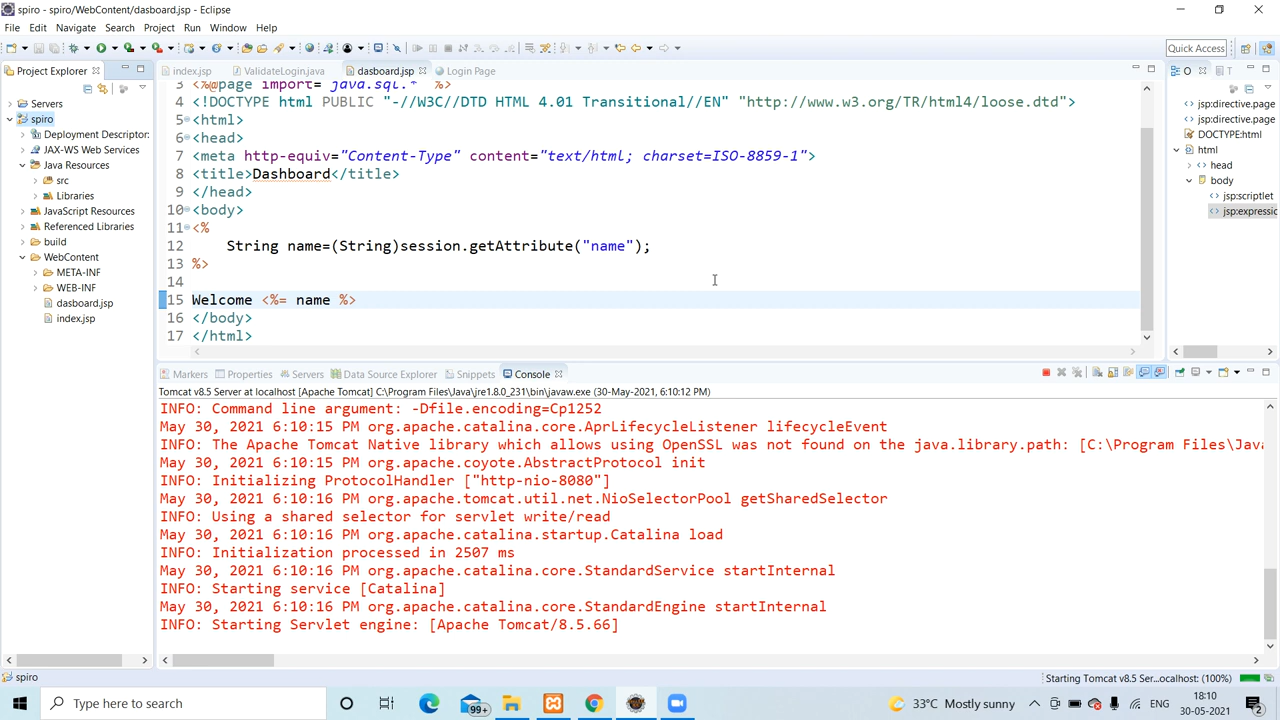 spiro - spiro/WebContent/dasboard.jsp - Eclipse
File Edit Navigate Search Project Run Window Help
Quick Access
Project Explorer
index.jsp
ValidateLogin.java
dasboard.jsp
Login Page
O
T
Servers
spiro
Deployment Descriptor:
JAX-WS Web Services
Java Resources
src
Libraries
JavaScript Resources
Referenced Libraries
build
WebContent
META-INF
WEB-INF
dasboard.jsp
index.jsp
3 <%@page import="java.sql.*" %>
4 <!DOCTYPE html PUBLIC "-//W3C//DTD HTML 4.01 Transitional//EN" "http://www.w3.org/TR/html4/loose.dtd">
5 <html>
6 <head>
7 <meta http-equiv="Content-Type" content="text/html; charset=ISO-8859-1">
8 <title>Dashboard</title>
9 </head>
10 <body>
11 <%
12 String name=(String)session.getAttribute("name");
13 %>
14
15 Welcome <%= name %>
16 </body>
17 </html>
jsp:directive.page
jsp:directive.page
DOCTYPE:html
html
head
body
jsp:scriptlet
jsp:expressic
Markers
Properties
Servers
Data Source Explorer
Snippets
Console
Tomcat v8.5 Server at localhost [Apache Tomcat] C:\Program Files\Java\jre1.8.0_231\bin\javaw.exe (30-May-2021, 6:10:12 PM)
INFO: Command line argument: -Dfile.encoding=Cp1252
May 30, 2021 6:10:15 PM org.apache.catalina.core.AprLifecycleListener lifecycleEvent
INFO: The Apache Tomcat Native library which allows using OpenSSL was not found on the java.library.path: [C:\Program Files\Java
May 30, 2021 6:10:15 PM org.apache.coyote.AbstractProtocol init
INFO: Initializing ProtocolHandler ["http-nio-8080"]
May 30, 2021 6:10:16 PM org.apache.tomcat.util.net.NioSelectorPool getSharedSelector
INFO: Using a shared selector for servlet write/read
May 30, 2021 6:10:16 PM org.apache.catalina.startup.Catalina load
INFO: Initialization processed in 2507 ms
May 30, 2021 6:10:16 PM org.apache.catalina.core.StandardService startInternal
INFO: Starting service [Catalina]
May 30, 2021 6:10:16 PM org.apache.catalina.core.StandardEngine startInternal
INFO: Starting Servlet engine: [Apache Tomcat/8.5.66]
spiro
Starting Tomcat v8.5 Ser...ocalhost: (100%)
Type here to search
99+
33°C Mostly sunny
ENG
18:10
30-05-2021
2